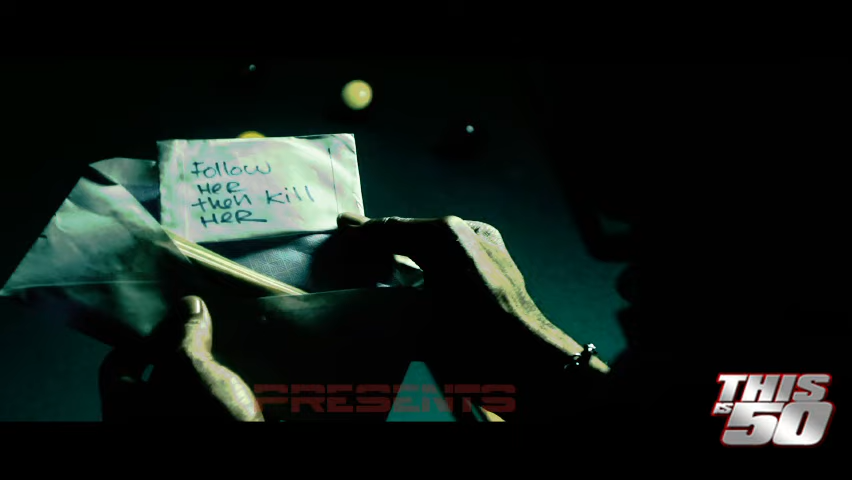 Follow
HER
then kill
HER
PRESENTS
THIS
IS 50